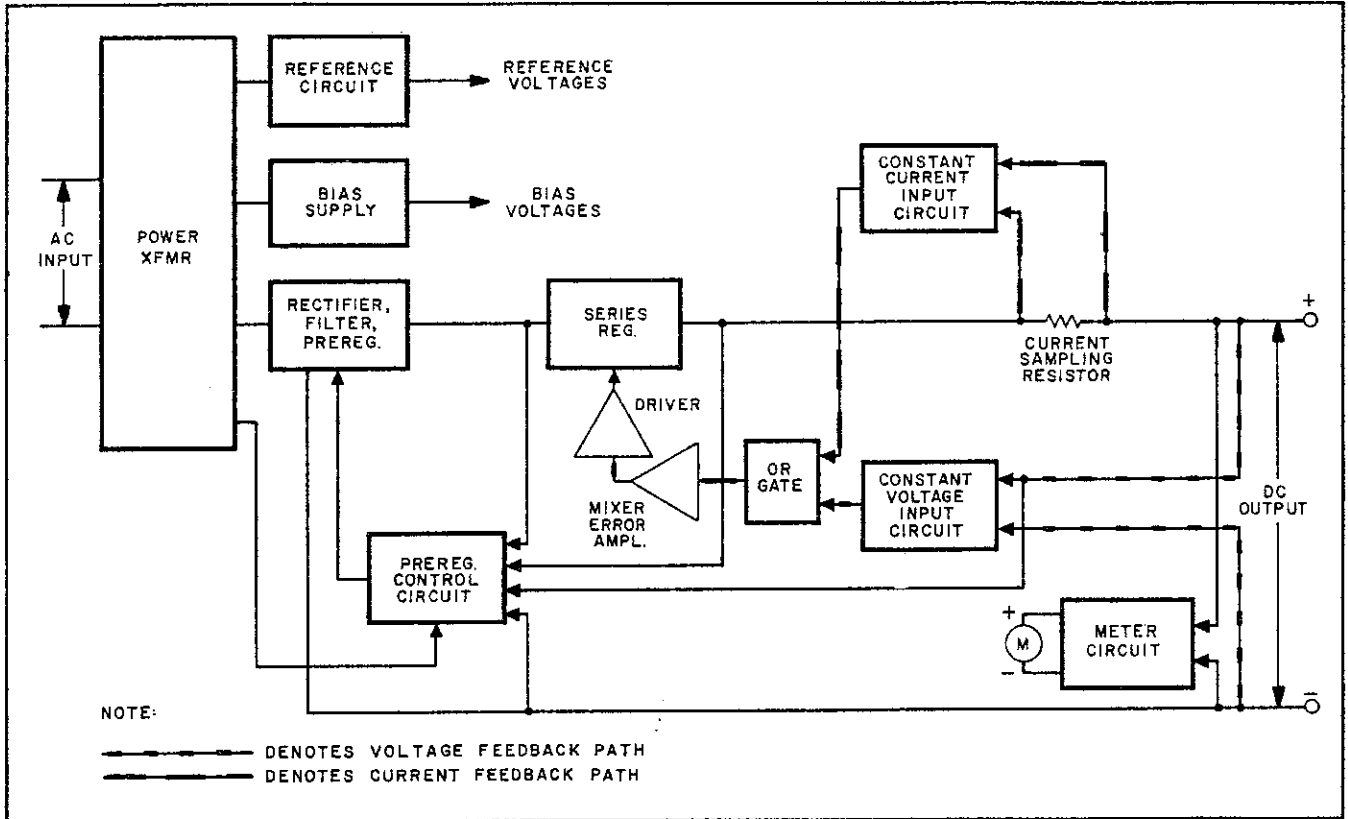 REFERENCE
CIRCUIT
REFERENCE
VOLTAGES
BIAS
SUPPLY
BIAS
VOLTAGES
AC
INPUT
POWER
XFMR
RECTIFIER,
FILTER,
PREREG.
SERIES
REG.
CONSTANT
CURRENT
INPUT
CIRCUIT
+
CURRENT
SAMPLING
RESISTOR
DRIVER
MIXER
ERROR
AMPL.
OR
GATE
CONSTANT
VOLTAGE
INPUT
CIRCUIT
DC
OUTPUT
PREREG.
CONTROL
CIRCUIT
+
M
-
METER
CIRCUIT
-
NOTE:
DENOTES VOLTAGE FEEDBACK PATH
DENOTES CURRENT FEEDBACK PATH